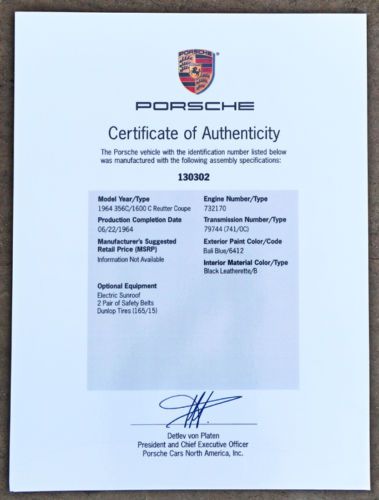 PORSCHE
PORSCHE
Certificate of Authenticity
The Porsche vehicle with the identification number listed below
was manufactured with the following assembly specifications:
130302
Model Year/Type
1964 356C/1600 C Reutter Coupe
Production Completion Date
06/22/1964
Manufacturer's Suggested
Retail Price (MSRP)
Information Not Available
Optional Equipment
Electric Sunroof
2 Pair of Safety Belts
Dunlop Tires (165/15)
Engine Number/Type
732170
Transmission Number/Type
79744 (741/0C)
Exterior Paint Color/Code
Bali Blue/6412
Interior Material Color/Type
Black Leatherette/B
Detlev von Platen
President and Chief Executive Officer
Porsche Cars North America, Inc.